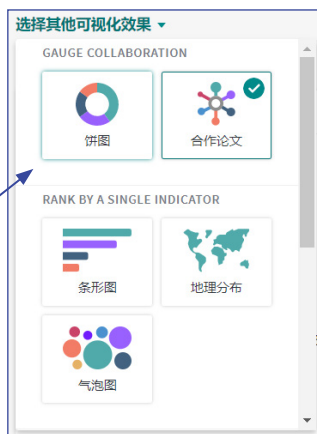 选择其他可视化效果
GAUGE COLLABORATION
饼图
合作论文
RANK BY A SINGLE INDICATOR
条形图
地理分布
气泡图